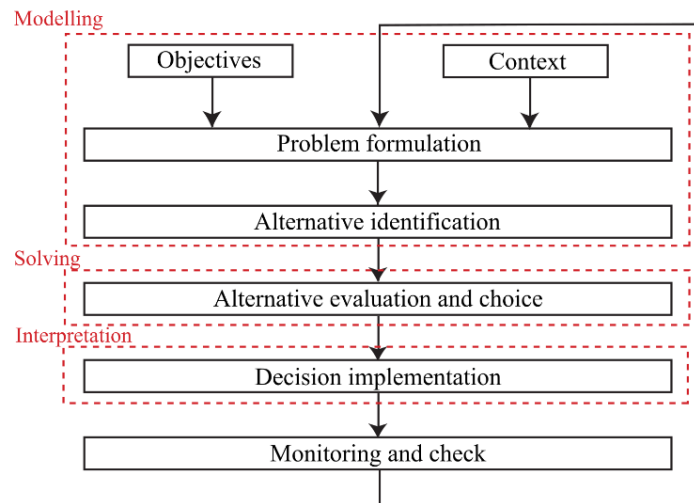 Modelling
Objectives
Context
Problem formulation
Alternative identification
Solving
Alternative evaluation and choice
Interpretation
Decision implementation
Monitoring and check